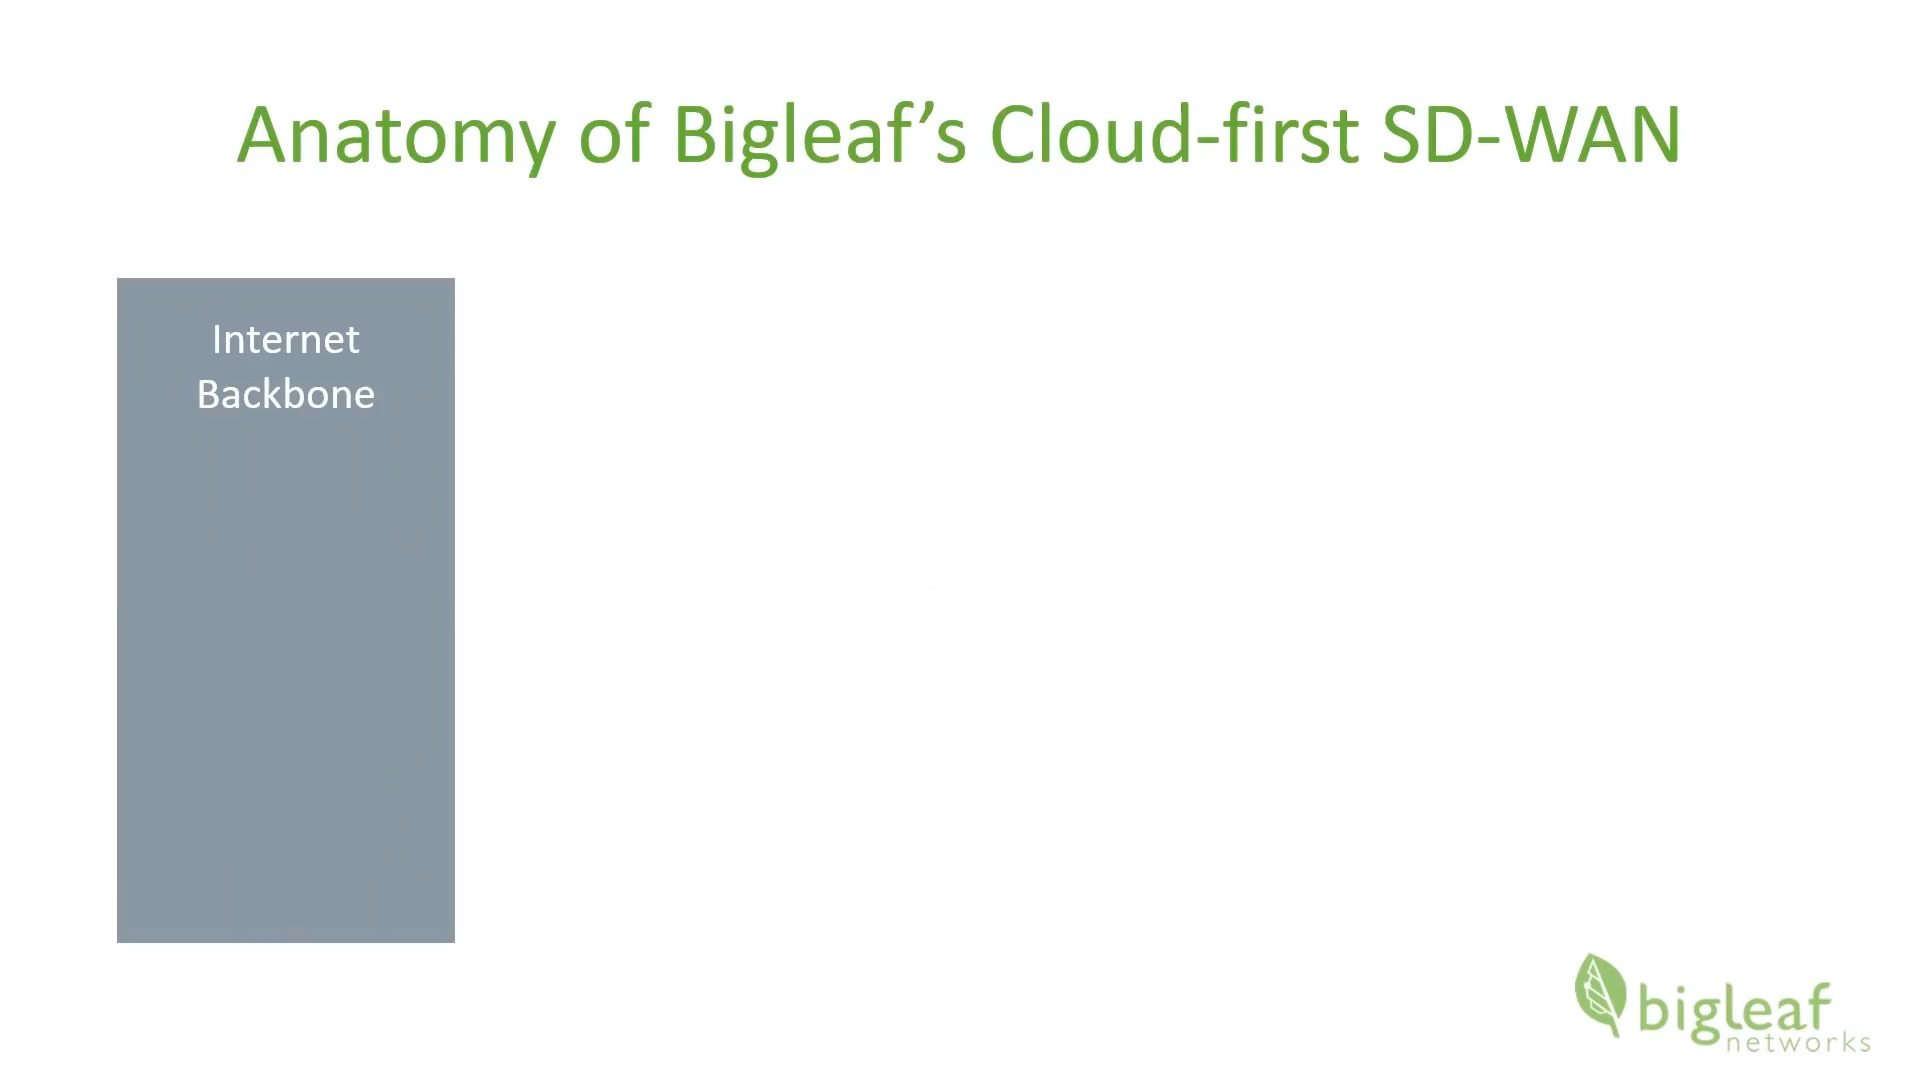 Anatomy of Bigleaf’s Cloud-first SD-WAN
Internet
Backbone
bigleaf
networks